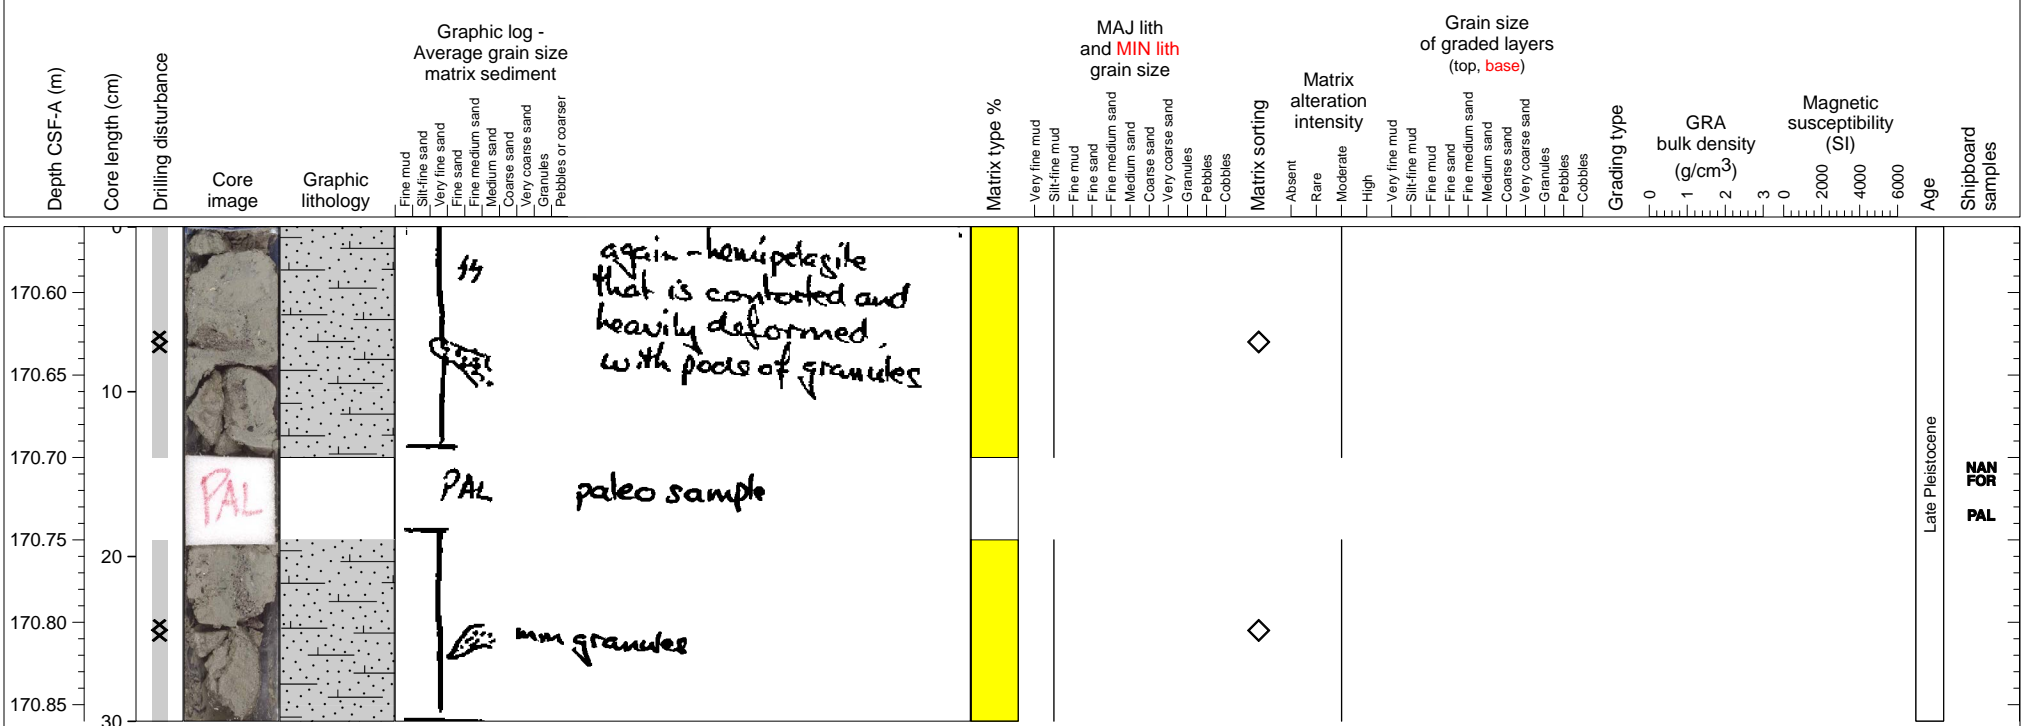 Depth CSF-A (m)
Core length (cm)
Drilling disturbance
Core
image
Graphic
lithology
Graphic log -
Average grain size
matrix sediment
Fine mud
Silt-fine sand
Very fine sand
Fine sand
Fine medium sand
Medium sand
Coarse sand
Very coarse sand
Granules
Pebbles or coarser
Matrix type %
MAJ lith
and MIN lith
grain size
Very fine mud
Silt-fine mud
Fine mud
Fine sand
Fine medium sand
Medium sand
Coarse sand
Very coarse sand
Granules
Pebbles
Cobbles
Matrix sorting
Matrix
alteration
intensity
Absent
Rare
Moderate
High
Grain size
of graded layers
(top, base)
Very fine mud
Silt-fine mud
Fine mud
Fine sand
Fine medium sand
Medium sand
Coarse sand
Very coarse sand
Granules
Pebbles
Cobbles
Grading type
GRA
bulk density
(g/cm3)
0 1 2 3
Magnetic
susceptibility
(SI)
0 2000 4000 6000
Age
Shipboard
samples
0
170.60
170.65
10
170.70
170.75
20
170.80
170.85
30
again - hemipelagite
that is contorted and
heavily deformed
with pods of granules
PAL
PAL paleo sample
mm granules
Late Pleistocene
NAN
FOR
PAL